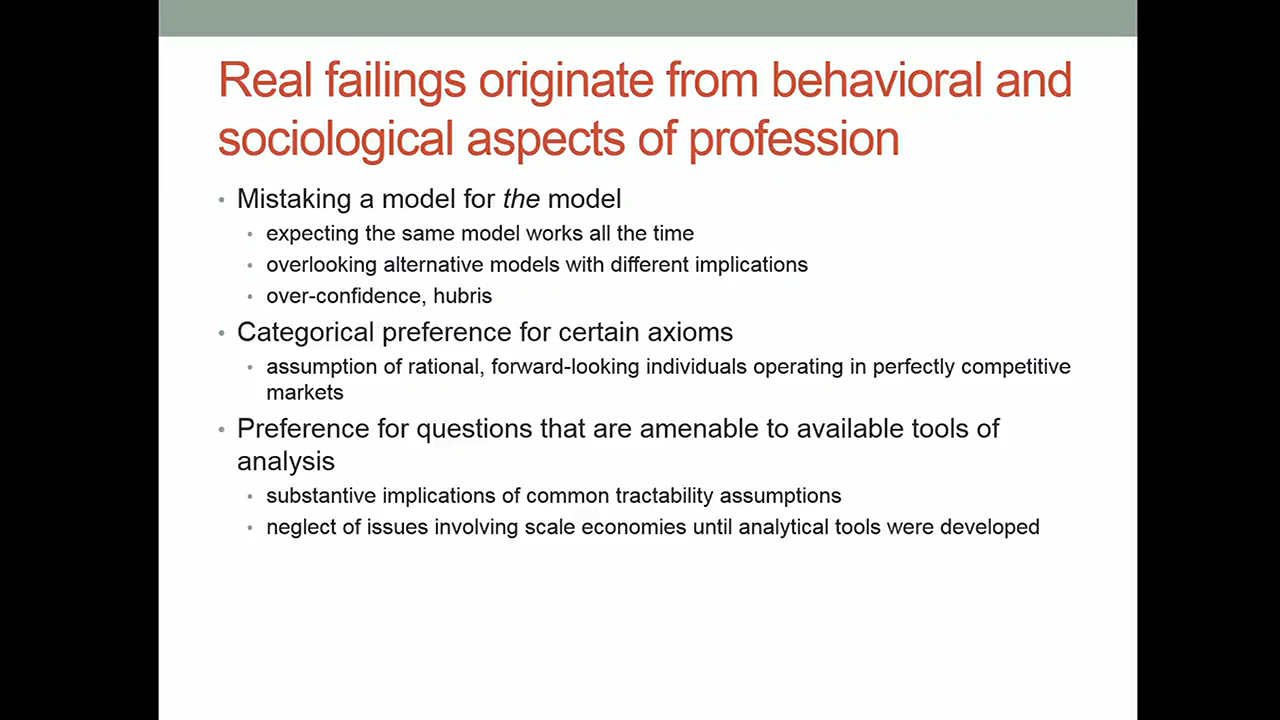 Real failings originate from behavioral and
sociological aspects of profession
• Mistaking a model for the model
• expecting the same model works all the time
• overlooking alternative models with different implications
• over-confidence, hubris
• Categorical preference for certain axioms
• assumption of rational, forward-looking individuals operating in perfectly competitive
markets
• Preference for questions that are amenable to available tools of
analysis
• substantive implications of common tractability assumptions
• neglect of issues involving scale economies until analytical tools were developed